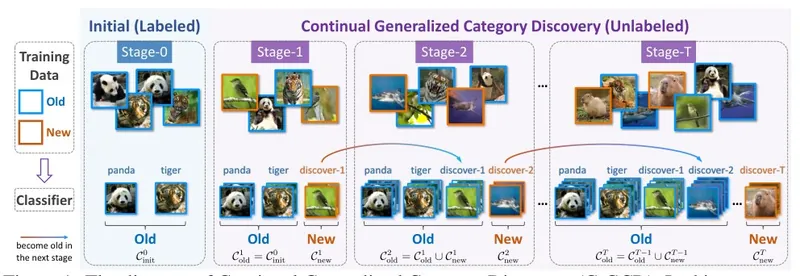 Initial (Labeled)
Continual Generalized Category Discovery (Unlabeled)
Training
Data
Old
New
Classifier
become old in
the next stage
Stage-0
panda tiger
Old
C^0_init
Stage-1
panda tiger discover-1
Old New
C^1_old = C^0_init C^1_new
Stage-2
panda tiger discover-1 discover-2
Old New
C^2_old = C^1_old ∪ C^1_new C^2_new
...
...
Stage-T
...
panda tiger discover-1 discover-2 discover-T
Old New
C^T_old = C^{T-1}_old ∪ C^{T-1}_new C^T_new